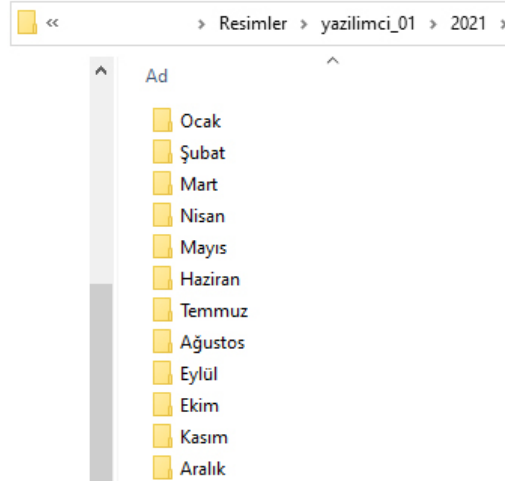 « > Resimler > yazilimci_01 > 2021 >
Ad
Ocak
Şubat
Mart
Nisan
Mayıs
Haziran
Temmuz
Ağustos
Eylül
Ekim
Kasım
Aralık